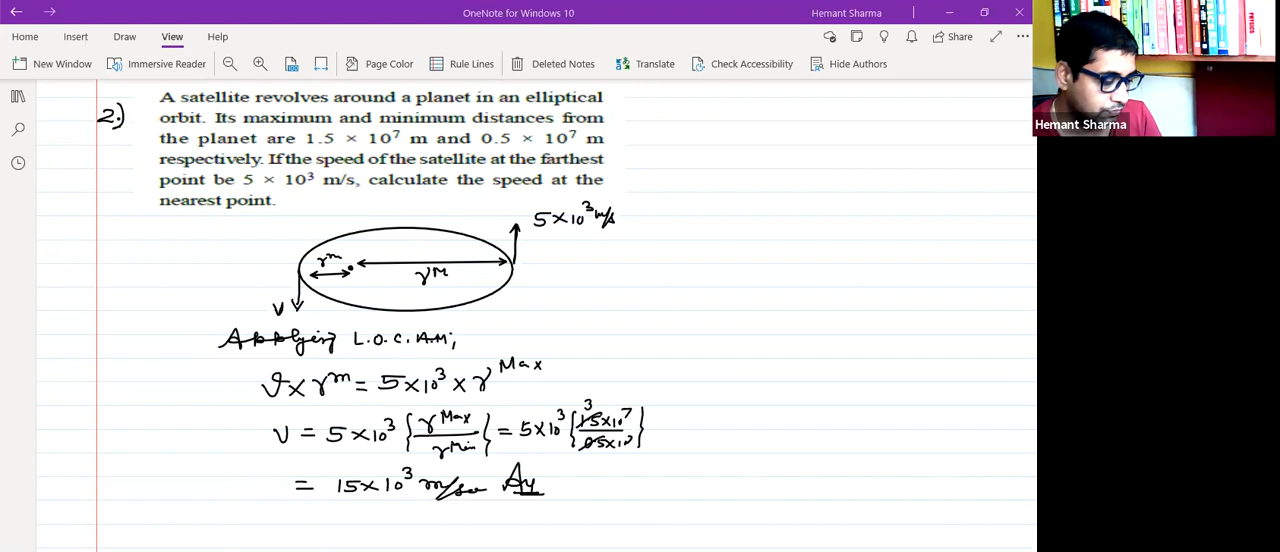 OneNote for Windows 10
Hemant Sharma
Home Insert Draw View Help
Share
New Window Immersive Reader Page Color Rule Lines Deleted Notes Translate Check Accessibility Hide Authors
Hemant Sharma
2.)
A satellite revolves around a planet in an elliptical
orbit. Its maximum and minimum distances from
the planet are 1.5 × 10⁷ m and 0.5 × 10⁷ m
respectively. If the speed of the satellite at the farthest
point be 5 × 10³ m/s, calculate the speed at the
nearest point.
5×10³ m/s
rᵐ
rᴹ
V
Applying L.O.C.A.M;
v × rᵐ = 5×10³ × r^Max
V = 5×10³ { r^Max / r^Min } = 5×10³ { 1.5×10⁷ / 0.5×10⁷ } 3
= 15×10³ m/sec